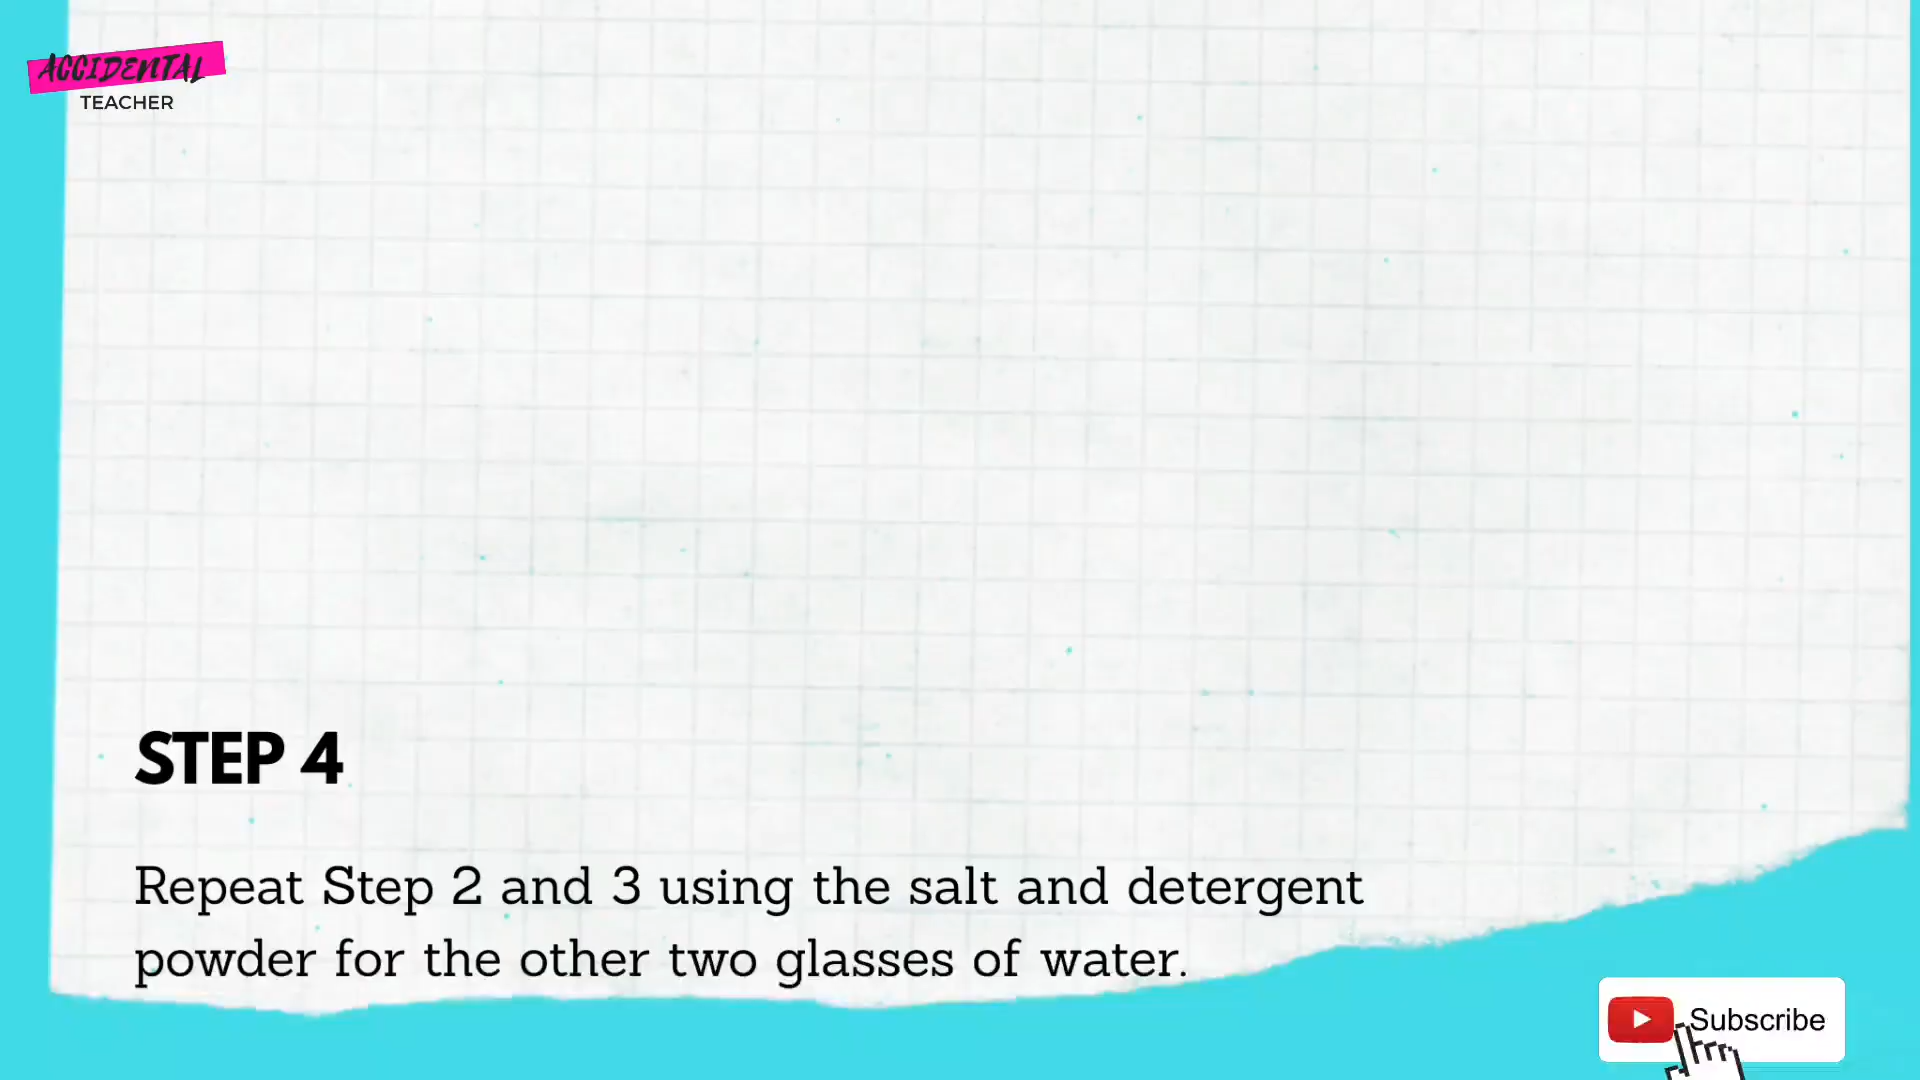 ACCIDENTAL
TEACHER
STEP 4
Repeat Step 2 and 3 using the salt and detergent
powder for the other two glasses of water.
Subscribe